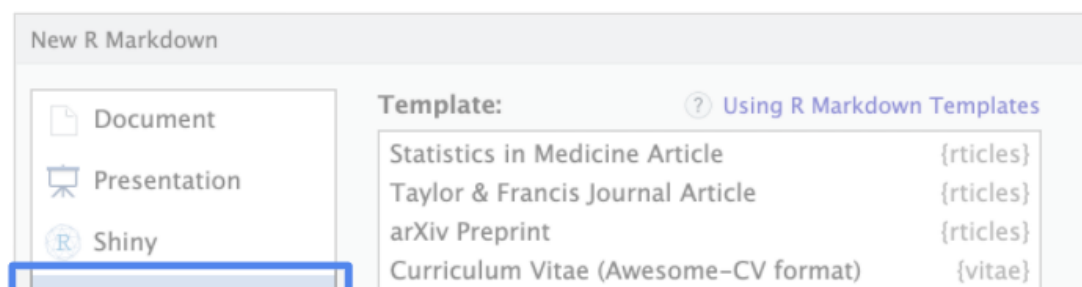 New R Markdown
Document
Presentation
R Shiny
Template: ? Using R Markdown Templates
Statistics in Medicine Article {rticles}
Taylor & Francis Journal Article {rticles}
arXiv Preprint {rticles}
Curriculum Vitae (Awesome-CV format) {vitae}